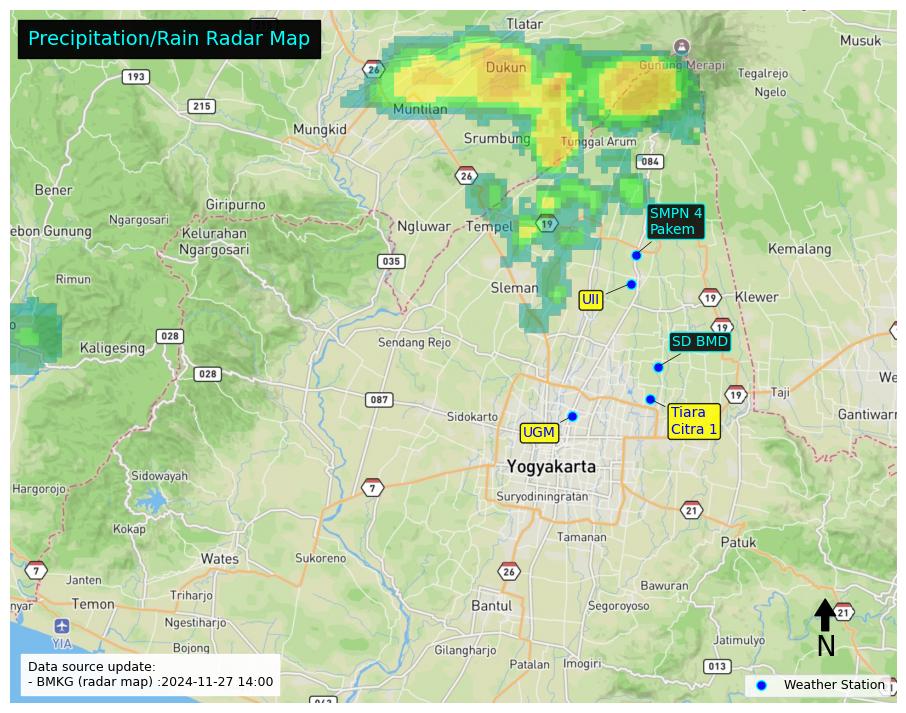 Precipitation/Rain Radar Map
Tlatar
Musuk
26
Dukun
Gunung Merapi
193
Tegalrejo
Ngelo
215
Muntilan
Mungkid
Srumbung
Tunggal Arum
084
26
Bener
Giripurno
SMPN 4
Pakem
Ngargosari
Ngluwar
Tempel
19
ebon Gunung
Kelurahan
Ngargosari
Kemalang
035
Rimun
Sleman
UII
19
Klewer
19
028
Kaligesing
Sendang Rejo
SD BMD
028
We
087
19
Taji
Sidokarto
UGM
Tiara
Citra 1
Gantiwarn
Yogyakarta
Sidowayah
Hargorojo
7
Suryodiningratan
21
Kokap
Tamanan
Patuk
Wates
Sukoreno
7
26
Janten
Bawuran
Triharjo
nyar
Temon
Bantul
Segoroyoso
21
Ngestiharjo
YIA
Jatimulyo
N
Bojong
Gilangharjo
Data source update:
- BMKG (radar map) :2024-11-27 14:00
Patalan
Imogiri
013
Weather Station